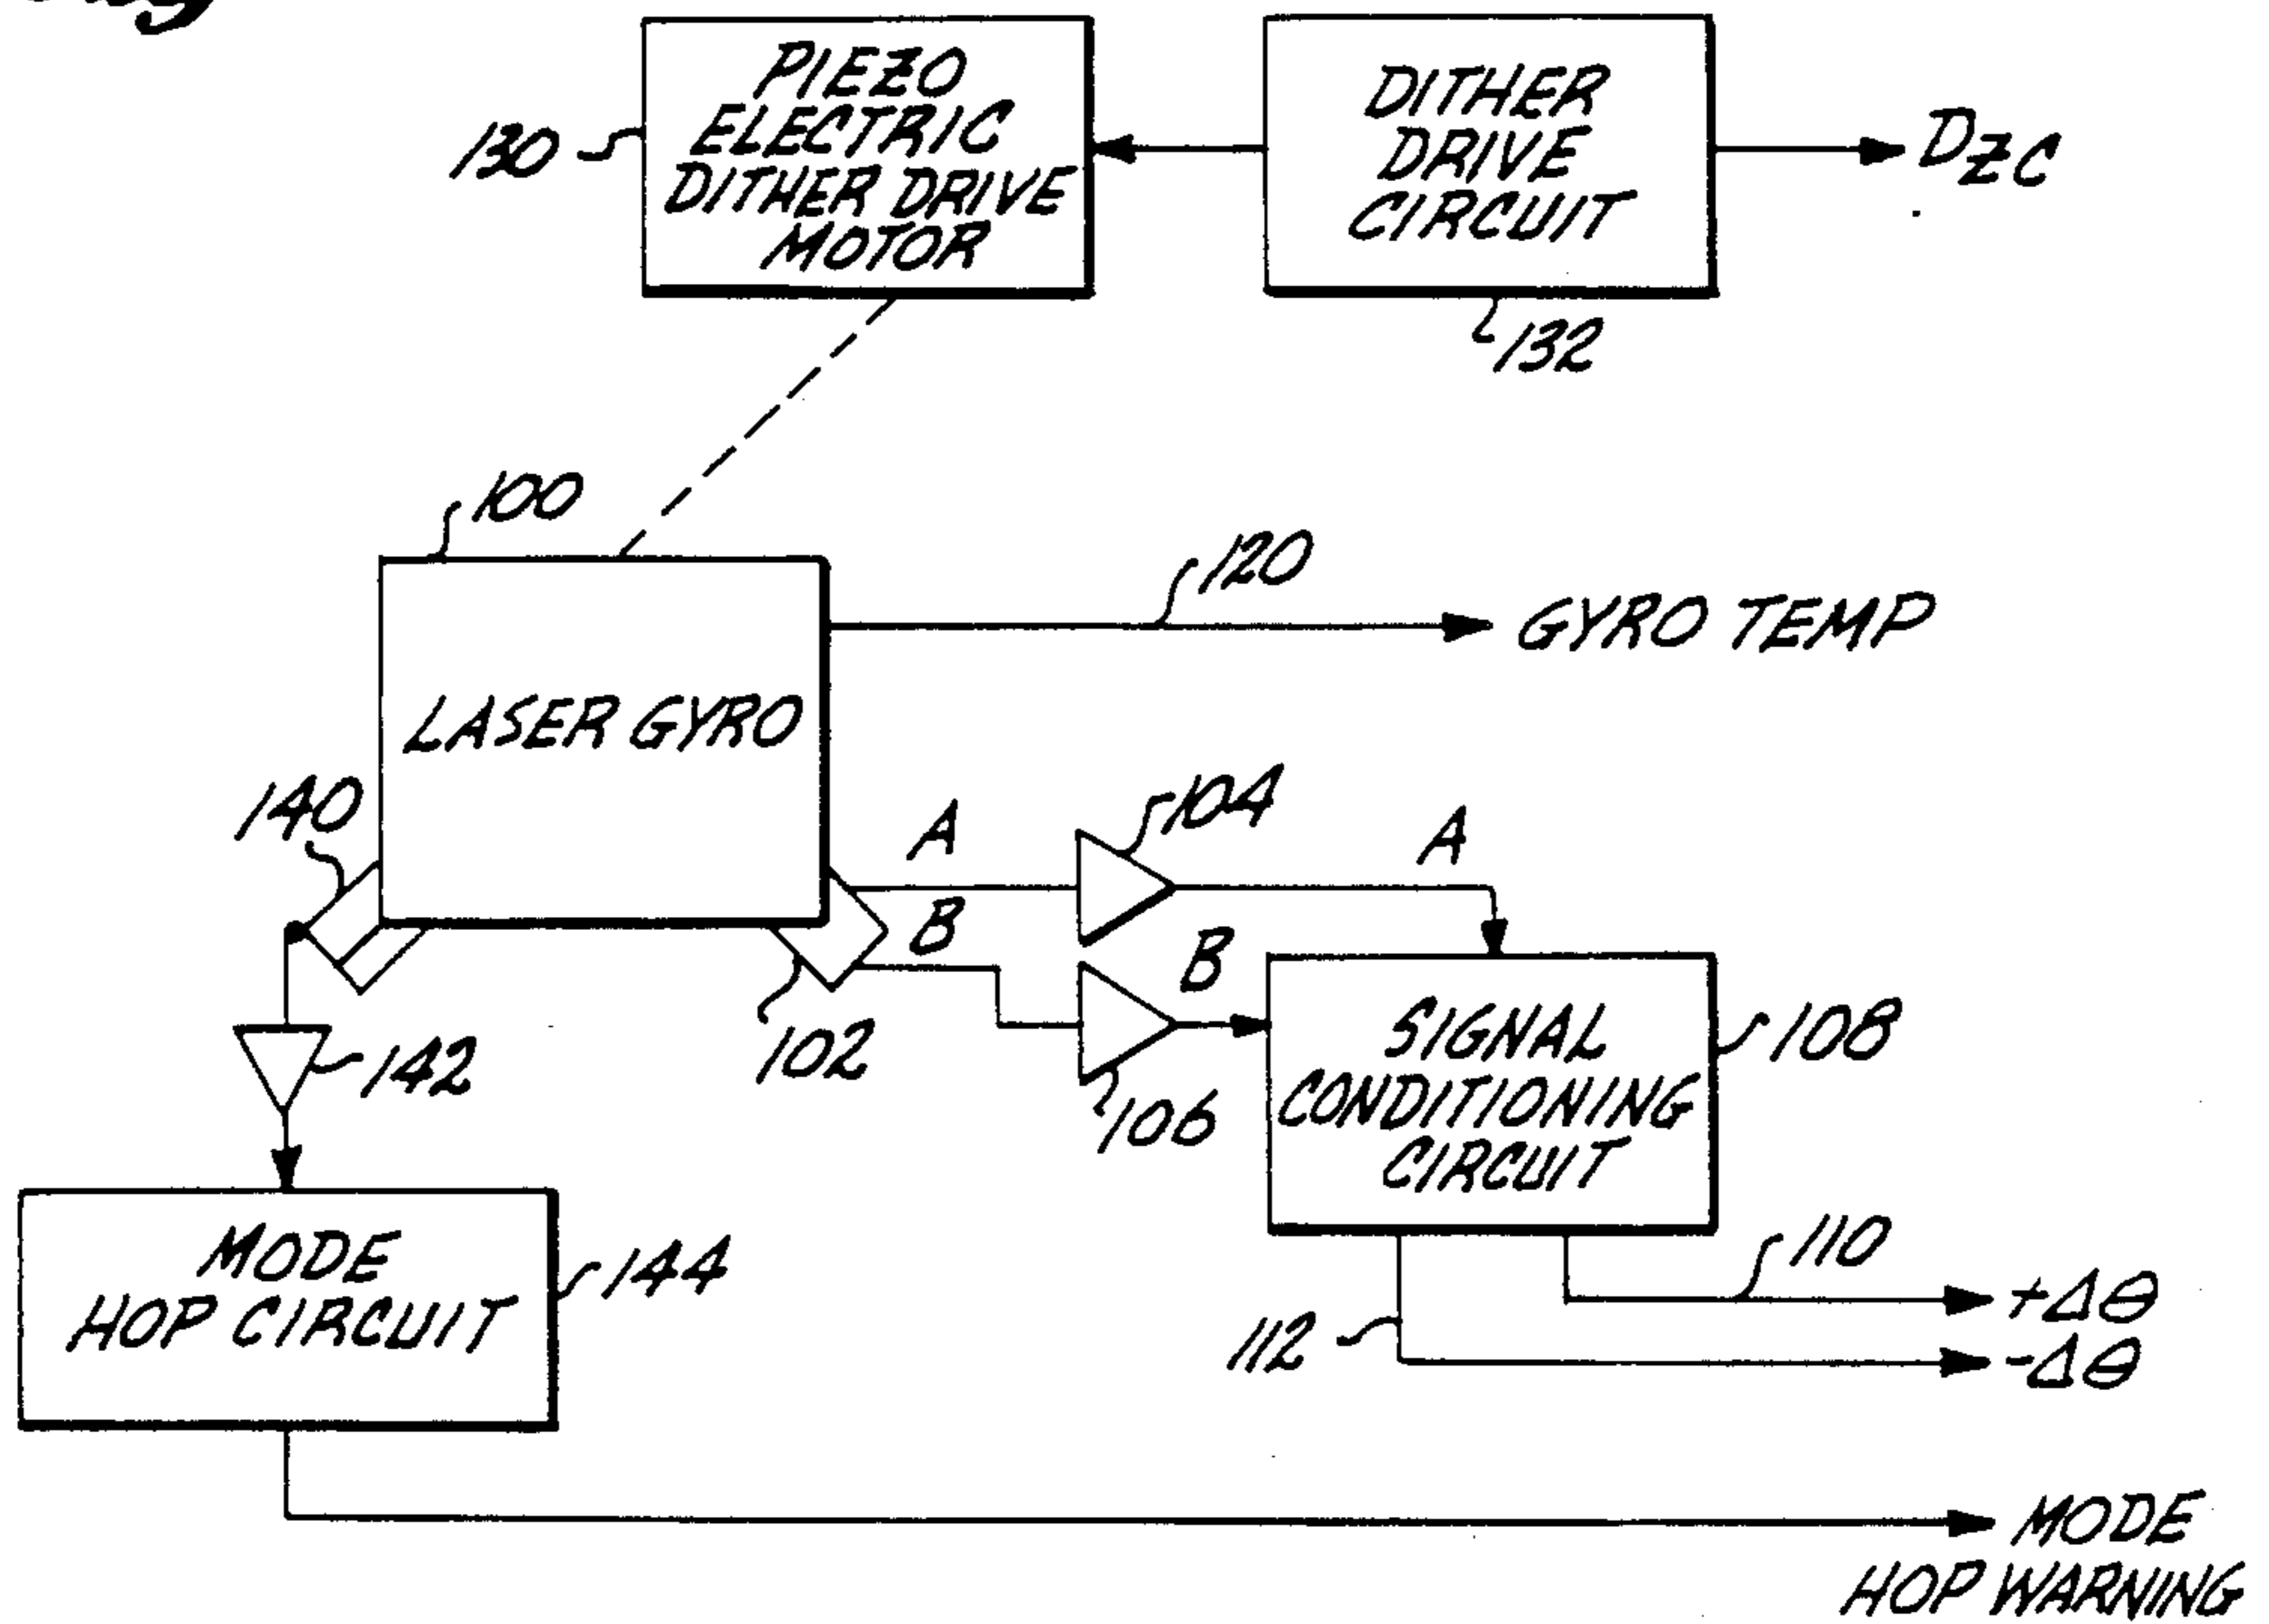 PIEZO
ELECTRIC
DITHER DRIVE
MOTOR
130
DITHER
DRIVE
CIRCUIT
132
DZC
100
LASER GYRO
120
GYRO TEMP
140
A
104
A
B
B
102
106
SIGNAL
CONDITIONING
CIRCUIT
108
142
MODE
HOP CIRCUIT
144
110
112
+Δθ
-Δθ
MODE
HOP WARNING